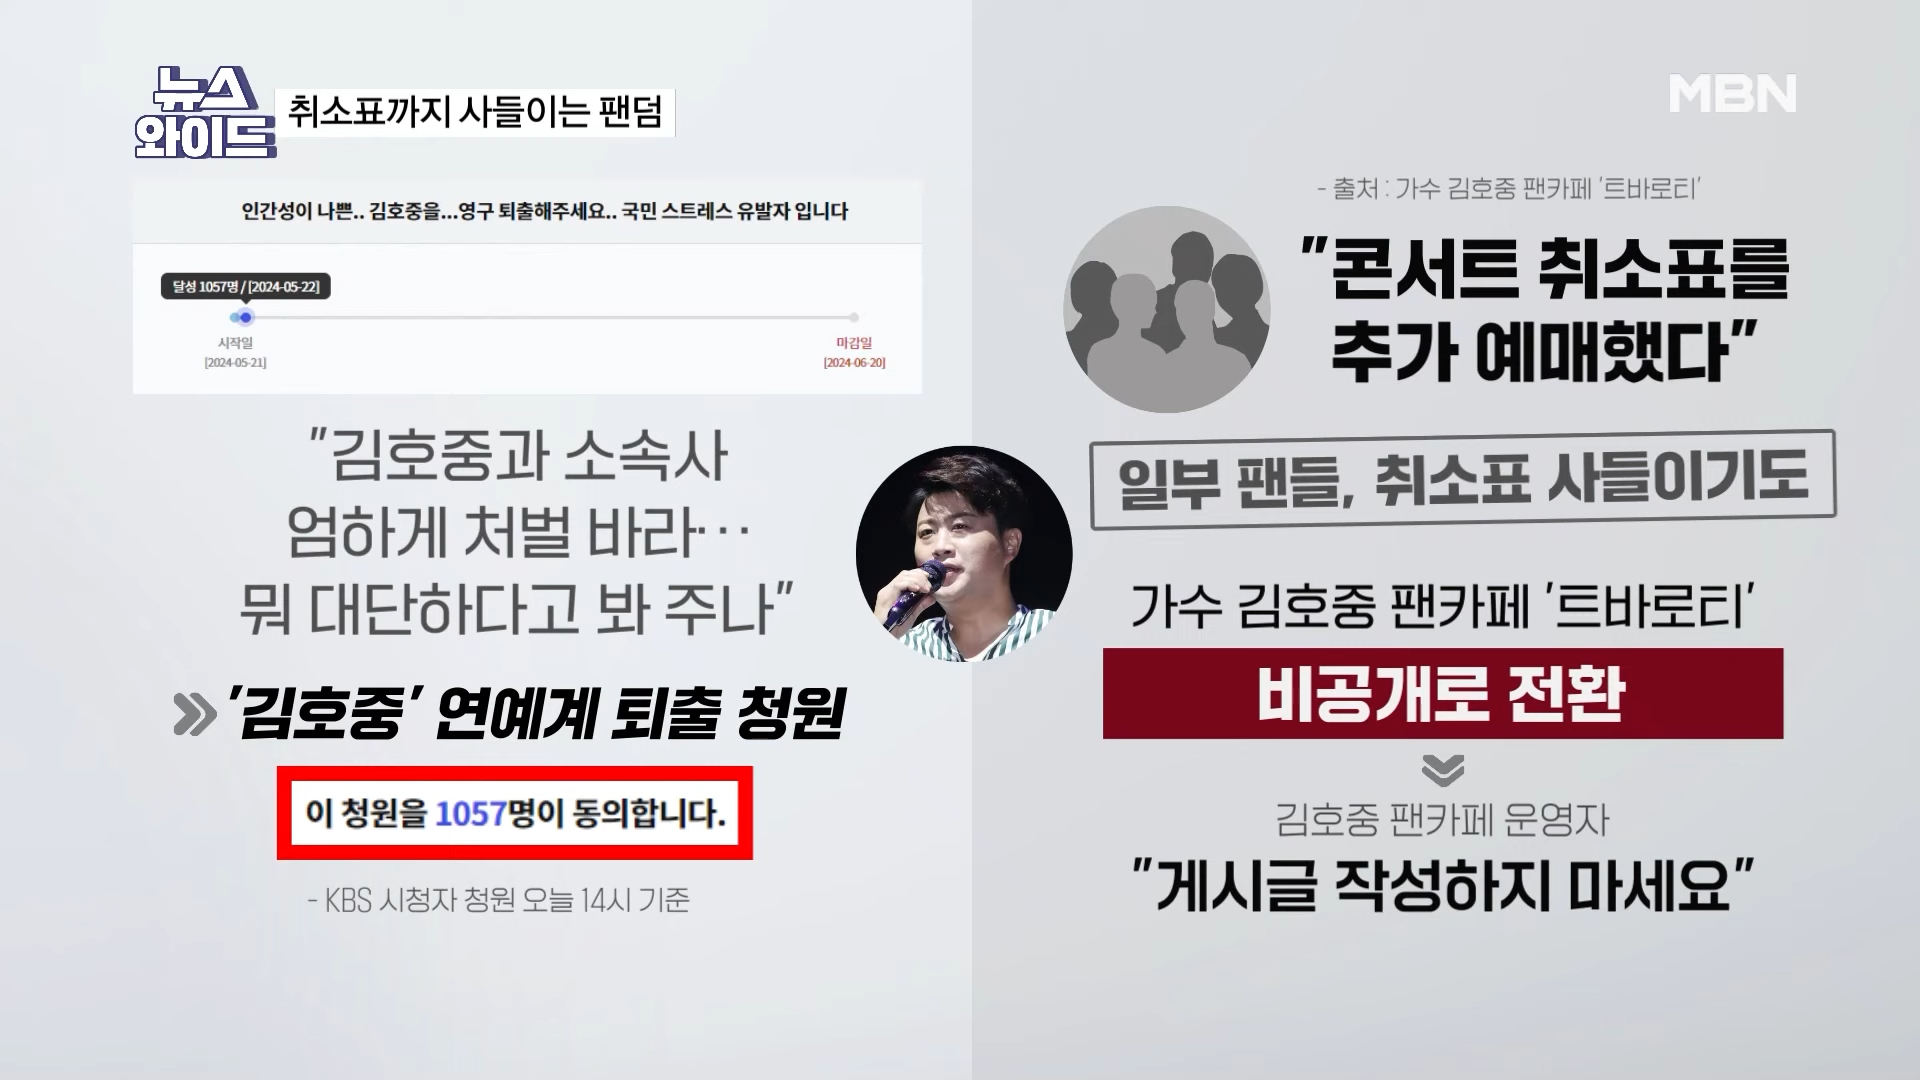 뉴스
와이드
취소표까지 사들이는 팬덤
MBN
인간성이 나쁜.. 김호중을...영구 퇴출해주세요.. 국민 스트레스 유발자 입니다
달성 1057명 / [2024-05-22]
시작일
[2024-05-21]
마감일
[2024-06-20]
"김호중과 소속사
엄하게 처벌 바라…
뭐 대단하다고 봐 주나"
'김호중' 연예계 퇴출 청원
이 청원을 1057명이 동의합니다.
- KBS 시청자 청원 오늘 14시 기준
- 출처 : 가수 김호중 팬카페 '트바로티'
"콘서트 취소표를
추가 예매했다"
일부 팬들, 취소표 사들이기도
가수 김호중 팬카페 '트바로티'
비공개로 전환
김호중 팬카페 운영자
"게시글 작성하지 마세요"